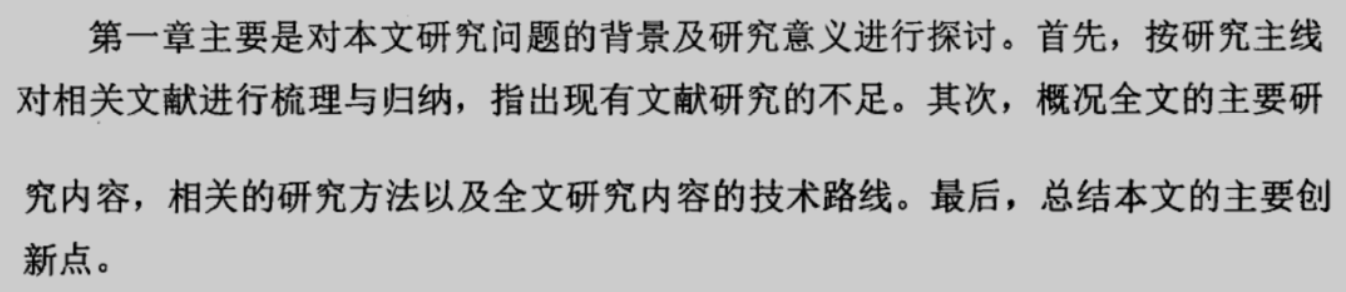 第一章主要是对本文研究问题的背景及研究意义进行探讨。首先，按研究主线
对相关文献进行梳理与归纳，指出现有文献研究的不足。其次，概况全文的主要研
究内容，相关的研究方法以及全文研究内容的技术路线。最后，总结本文的主要创
新点。